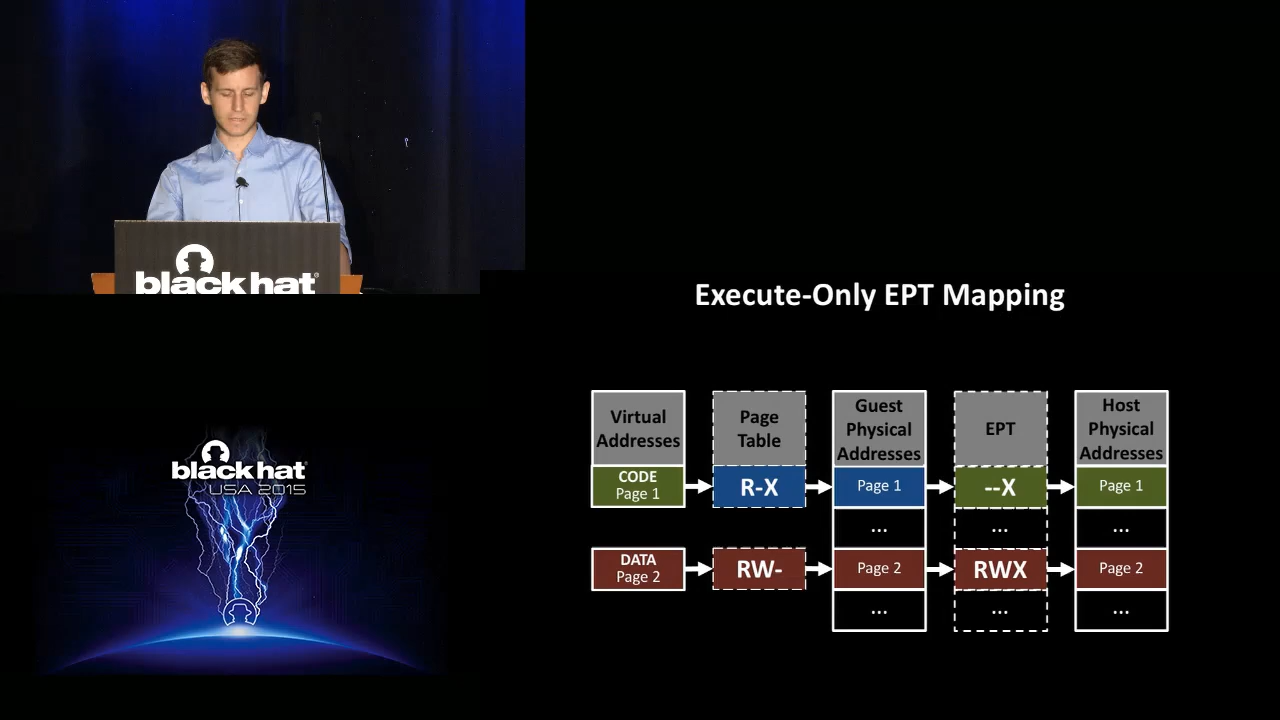 black hat
Execute-Only EPT Mapping
Virtual
Addresses
Page
Table
Guest
Physical
Addresses
EPT
Host
Physical
Addresses
CODE
Page 1
R-X
Page 1
--X
Page 1
...
...
...
DATA
Page 2
RW-
Page 2
RWX
Page 2
...
...
...
black hat
USA 2015